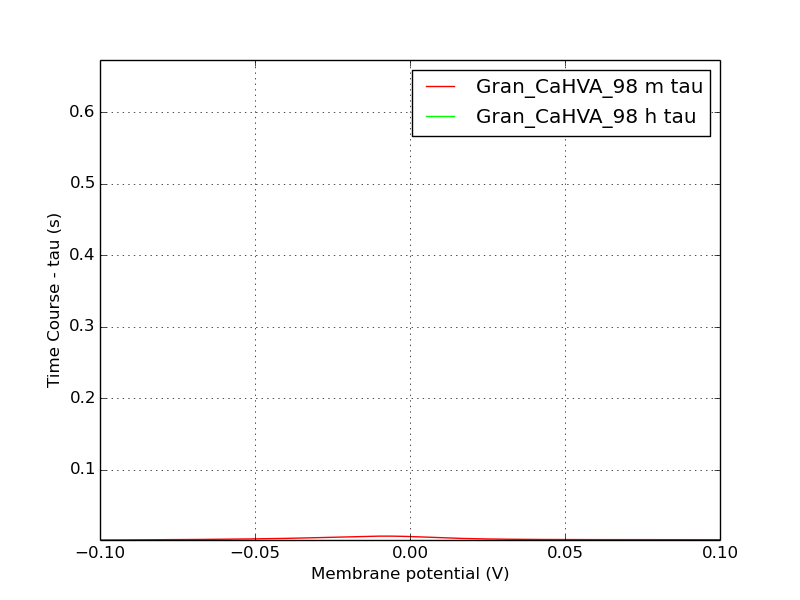 Gran_CaHVA_98 m tau
Gran_CaHVA_98 h tau
0.6
0.5
0.4
0.3
0.2
0.1
Time Course - tau (s)
−0.10 −0.05 0.00 0.05 0.10
Membrane potential (V)